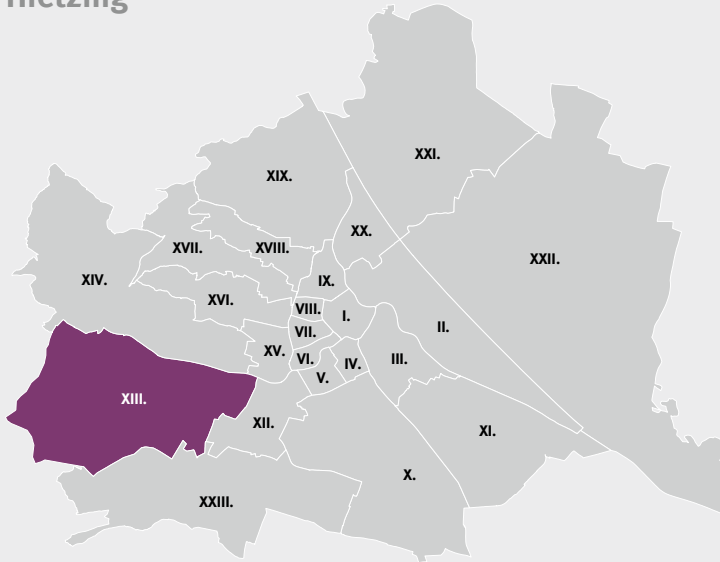 Hietzing
XXI.
XIX.
XX.
XVII.
XVIII.
XXII.
XIV.
IX.
XVI.
VIII.
I.
II.
VII.
XV.
VI.
IV.
III.
V.
XIII.
XII.
XI.
X.
XXIII.